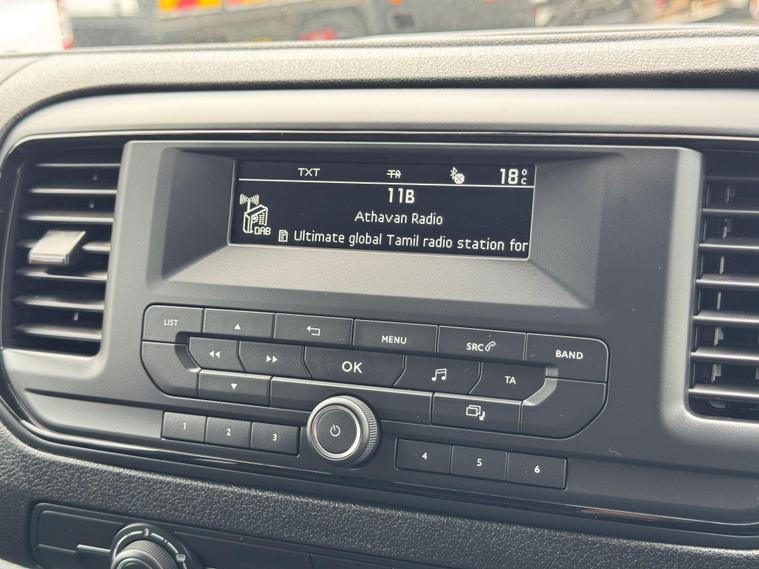 TXT TA 18°C
11B
Athavan Radio
DAB Ultimate global Tamil radio station for
LIST MENU SRC BAND
OK TA
1 2 3
4 5 6
3